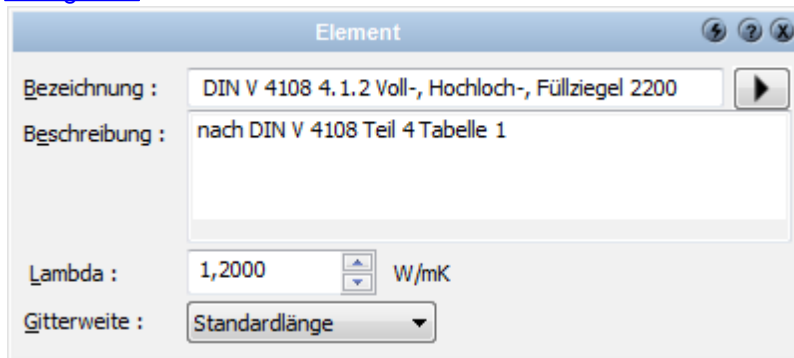 Element
Bezeichnung : DIN V 4108 4.1.2 Voll-, Hochloch-, Füllziegel 2200
Beschreibung : nach DIN V 4108 Teil 4 Tabelle 1
Lambda : 1,2000 W/mK
Gitterweite : Standardlänge